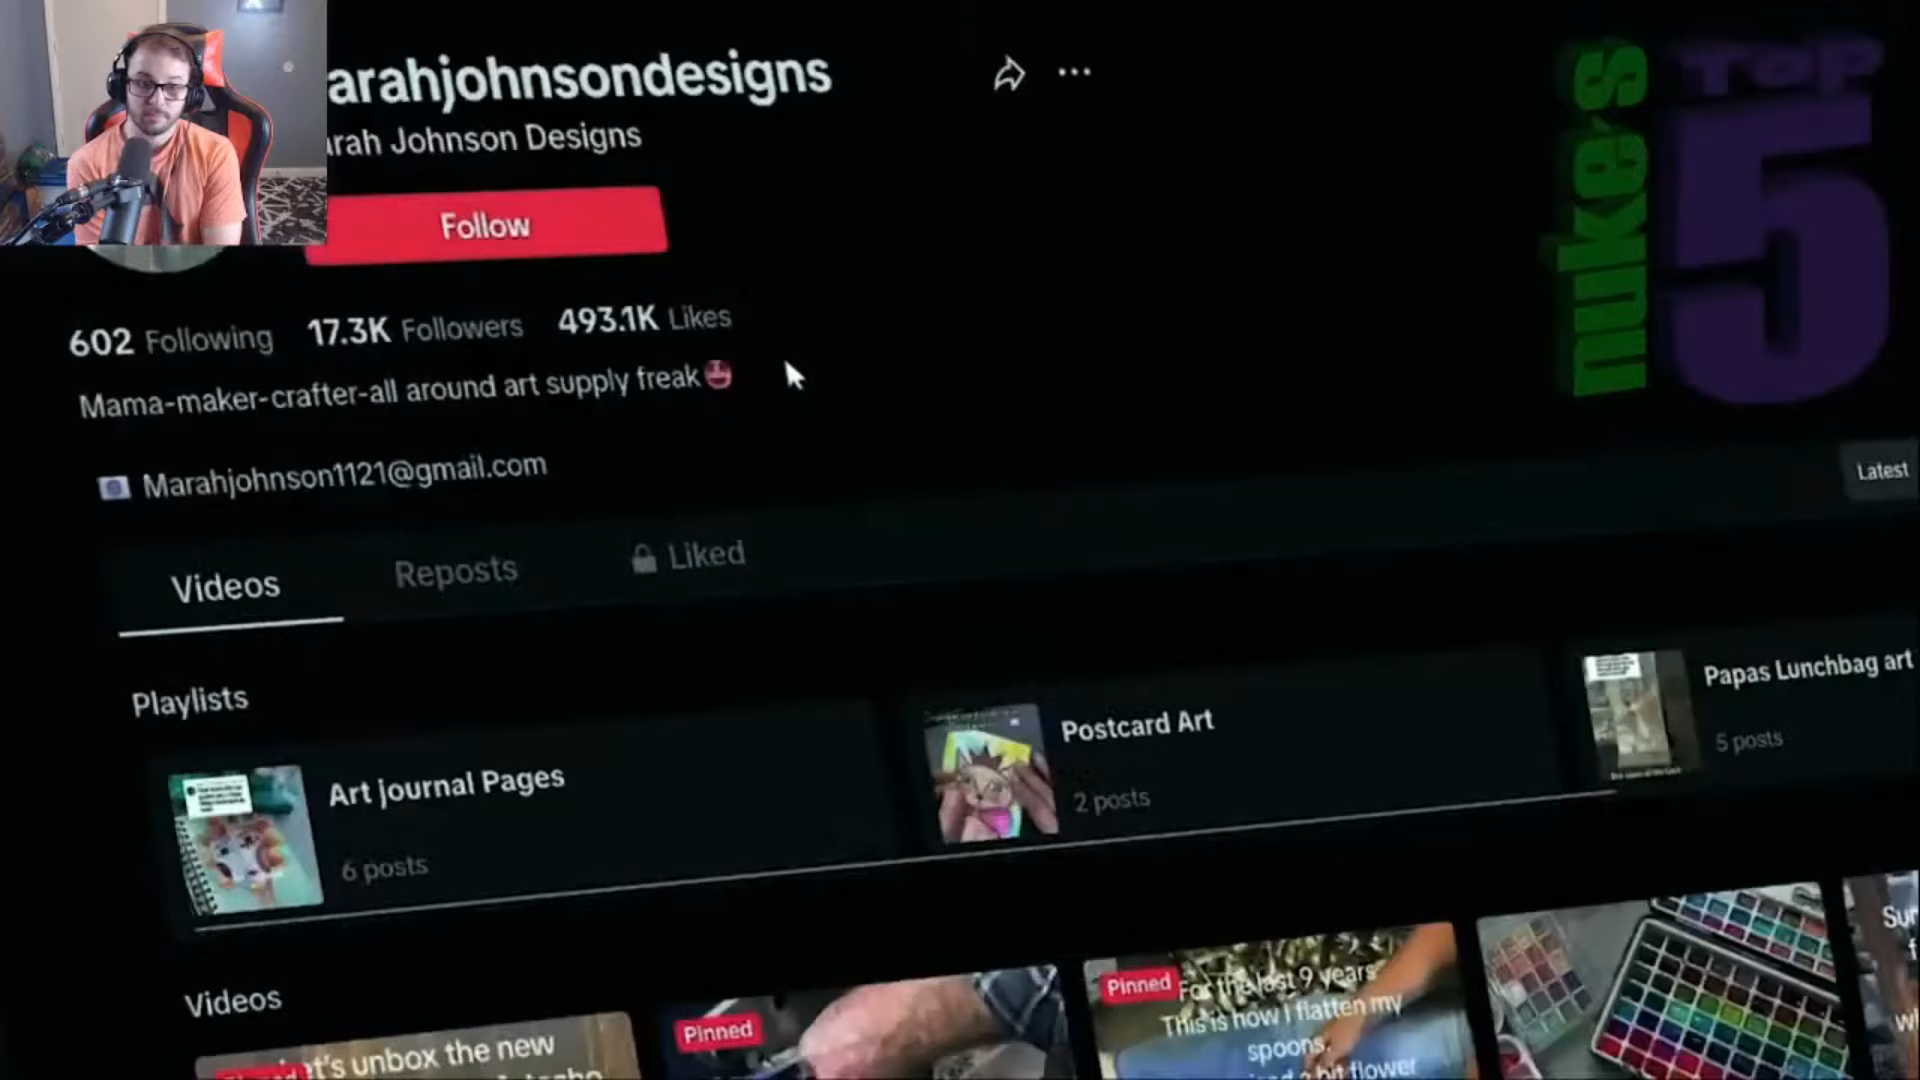 arahjohnsondesigns
arah Johnson Designs
Follow
602 Following 17.3K Followers 493.1K Likes
Mama-maker-crafter-all around art supply freak
Marahjohnson1121@gmail.com
nuke's
TOP
5
Latest
Videos
Reposts
Liked
Playlists
Art journal Pages
6 posts
Postcard Art
2 posts
Papas Lunchbag art
5 posts
Videos
let's unbox the new
Pinned
Pinned
For the last 9 years
This is how I flatten my
spoons.
a bit flower